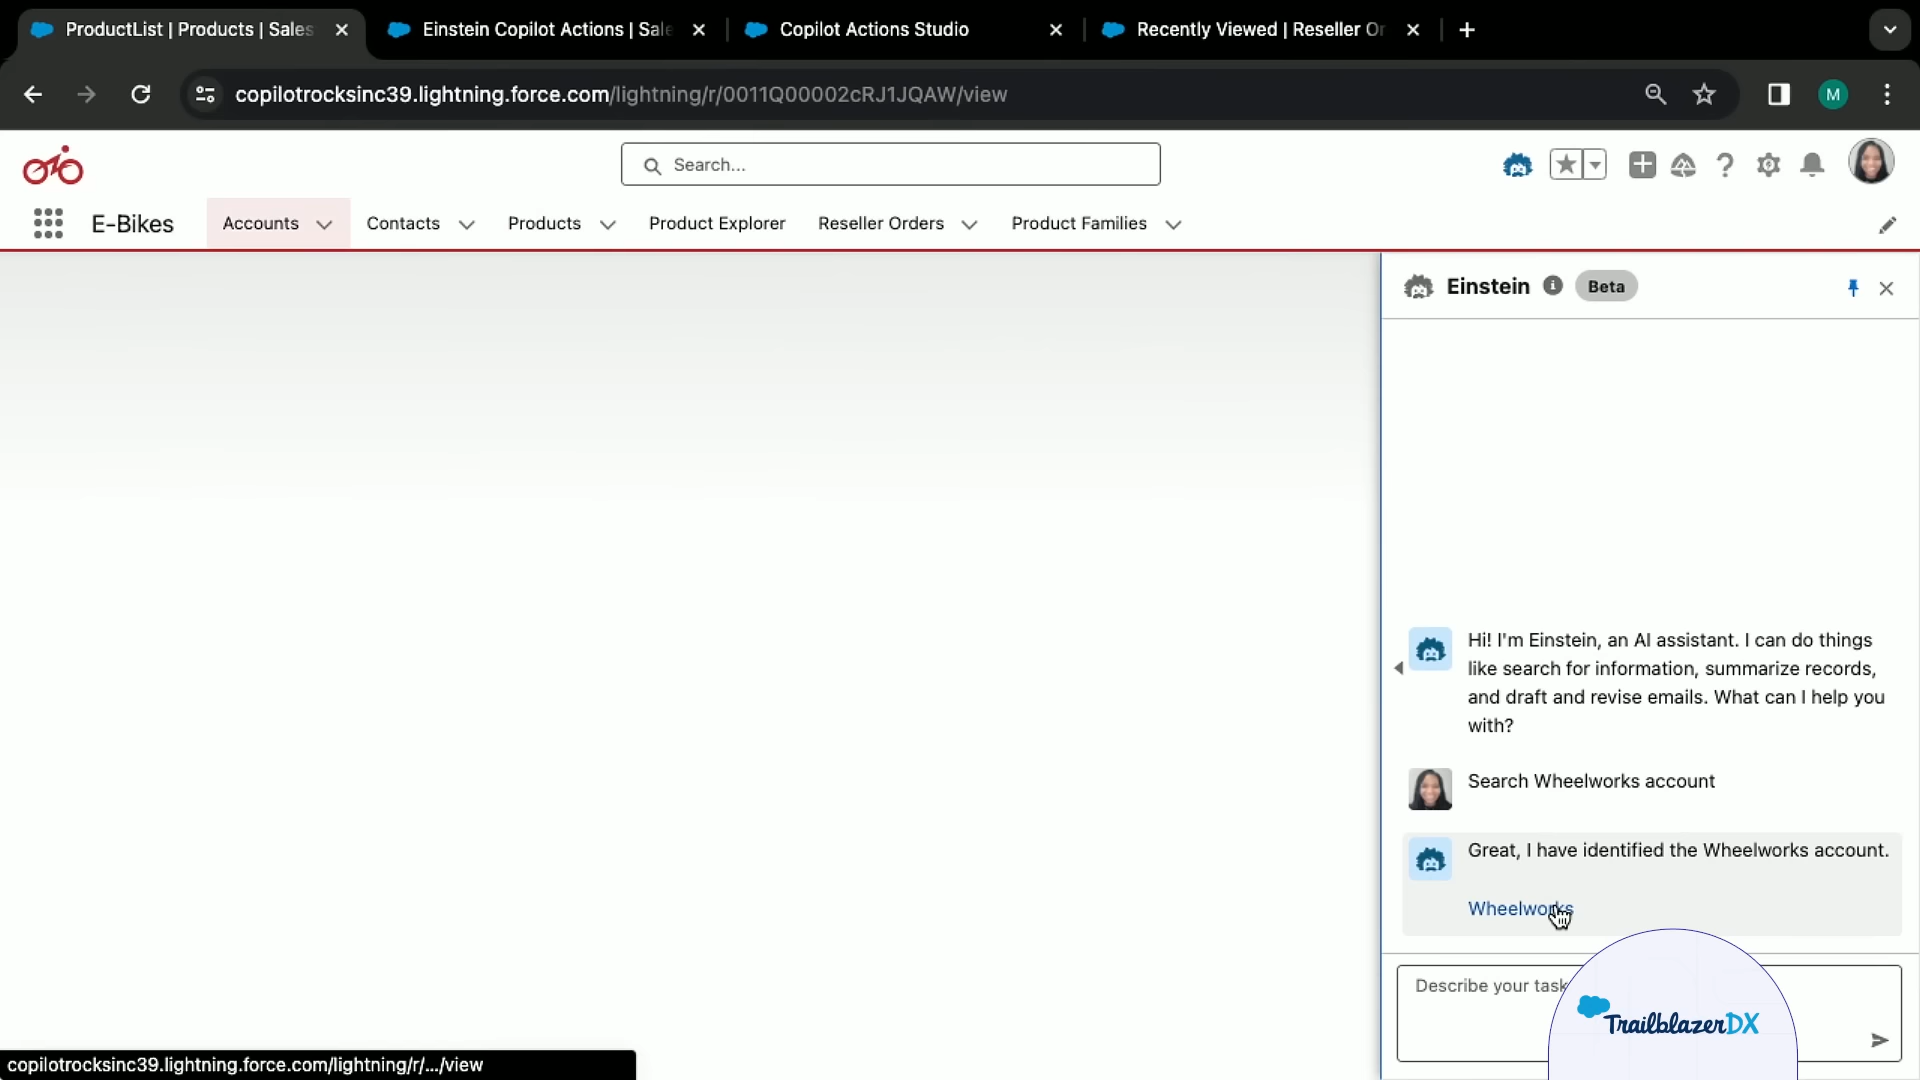 ProductList | Products | Sales
Einstein Copilot Actions | Sale
Copilot Actions Studio
Recently Viewed | Reseller Or
copilotrocksinc39.lightning.force.com/lightning/r/0011Q00002cRJ1JQAW/view
M
Search...
E-Bikes
Accounts
Contacts
Products
Product Explorer
Reseller Orders
Product Families
Einstein
Beta
Hi! I'm Einstein, an AI assistant. I can do things
like search for information, summarize records,
and draft and revise emails. What can I help you
with?
Search Wheelworks account
Great, I have identified the Wheelworks account.
Wheelworks
Describe your task
TrailblazerDX
copilotrocksinc39.lightning.force.com/lightning/r/.../view